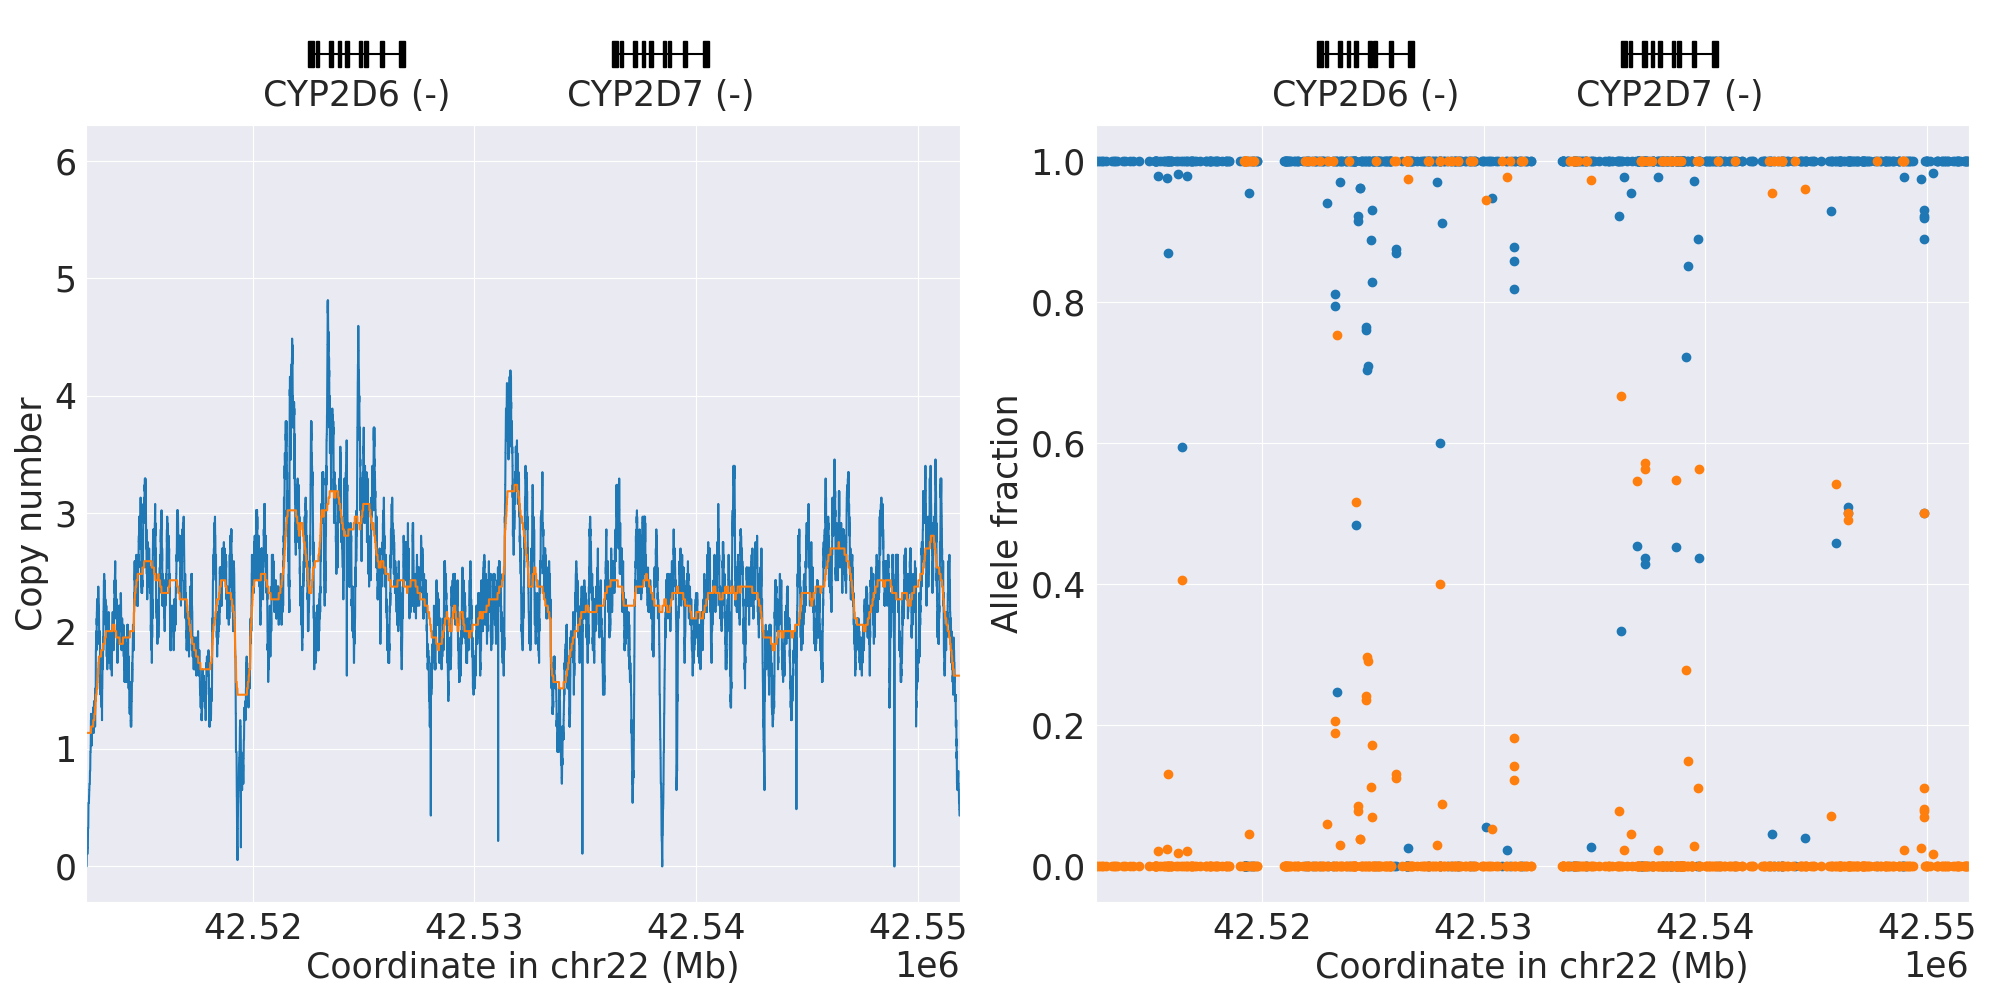 CYP2D6 (-) CYP2D7 (-)
6
5
4
3
2
1
0
Copy number
42.52 42.53 42.54 42.55
Coordinate in chr22 (Mb)
1e6
CYP2D6 (-) CYP2D7 (-)
1.0
0.8
0.6
0.4
0.2
0.0
Allele fraction
42.52 42.53 42.54 42.55
Coordinate in chr22 (Mb)
1e6